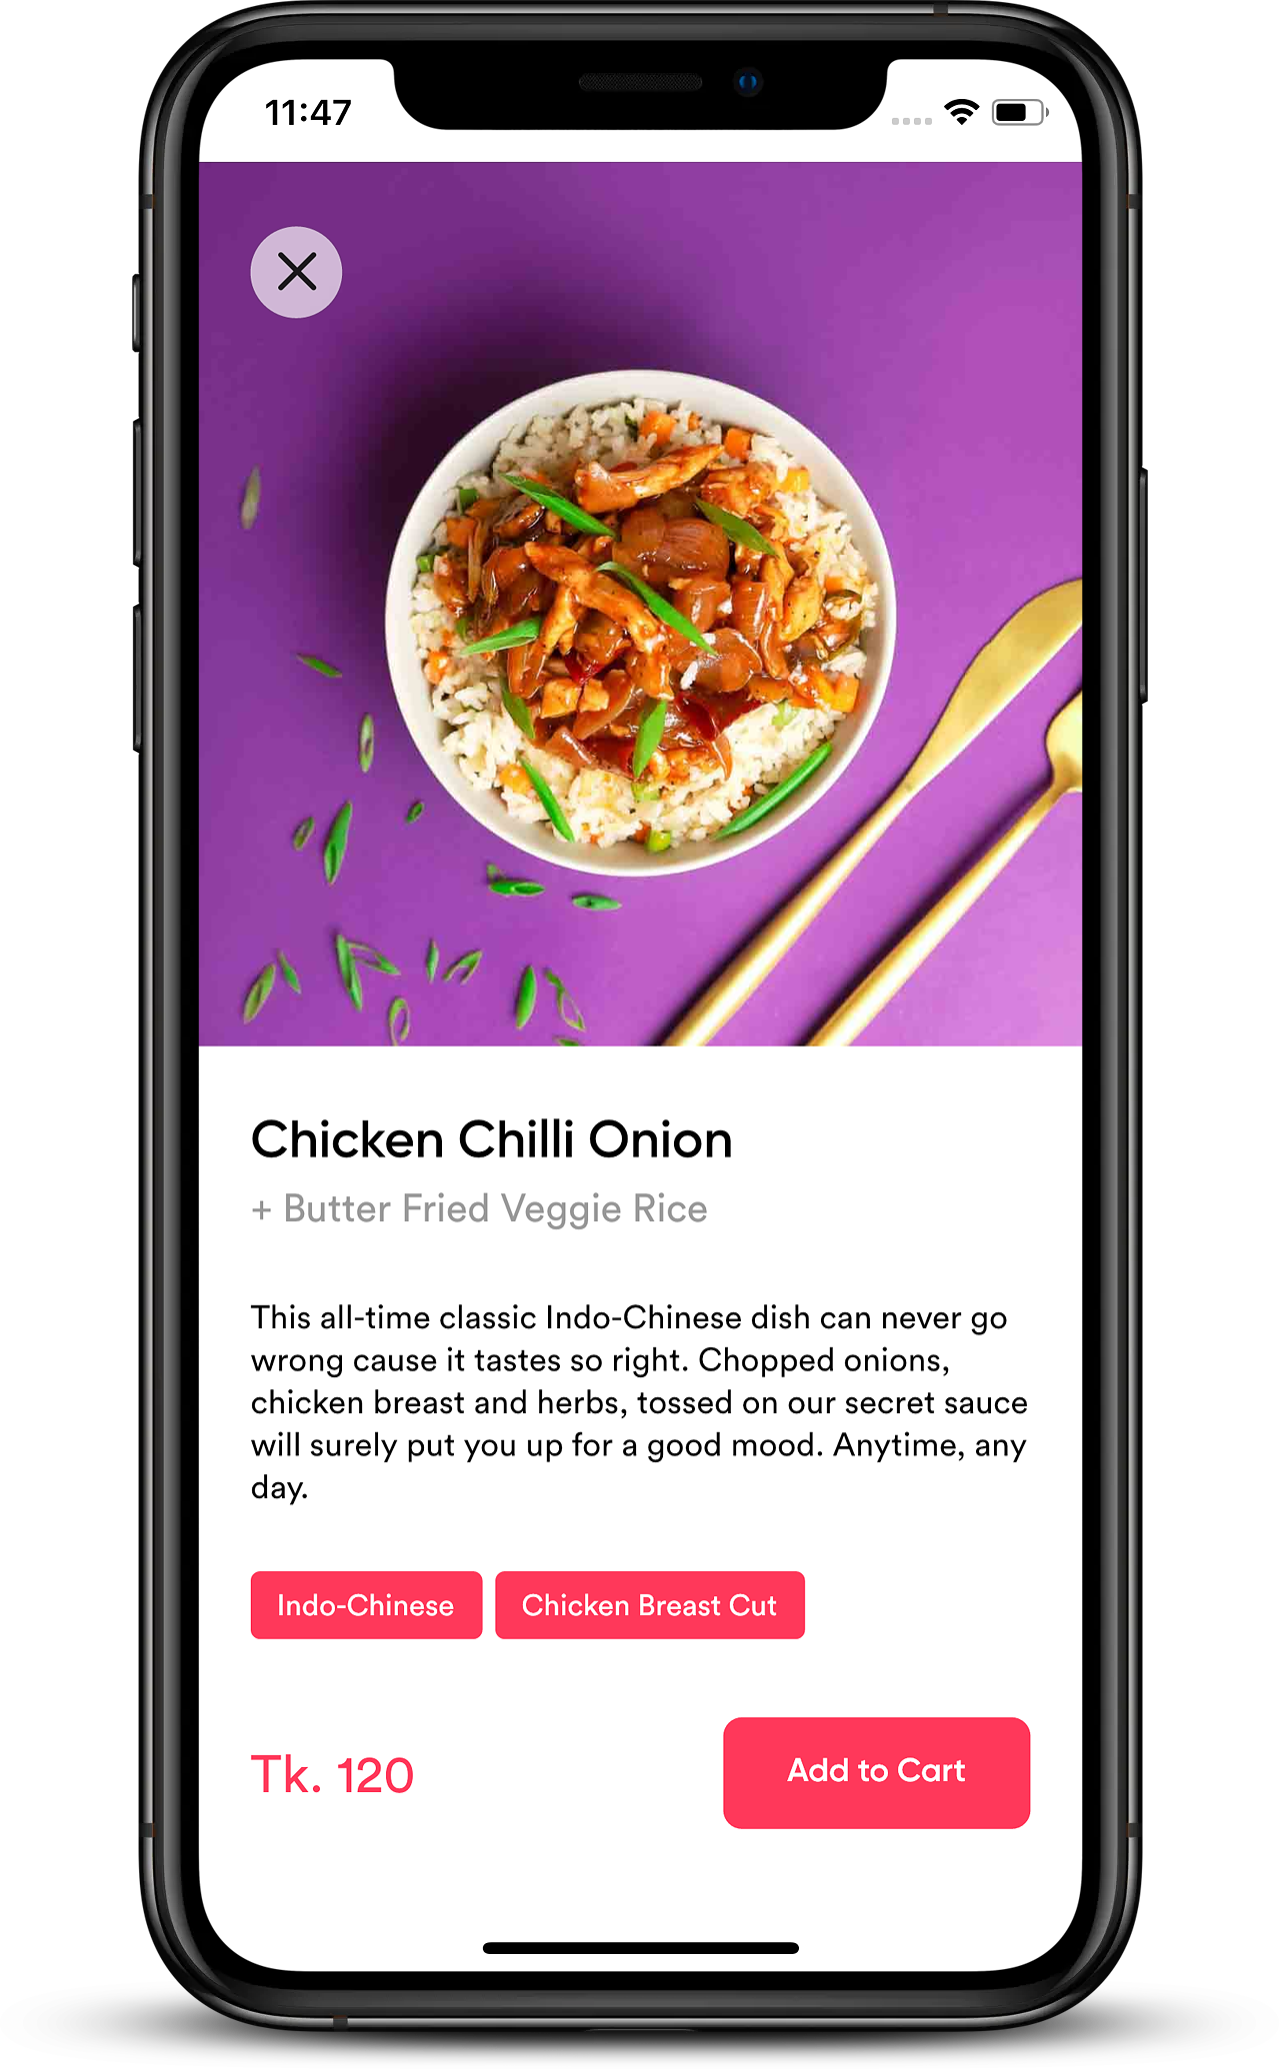 11:47
Chicken Chilli Onion
+ Butter Fried Veggie Rice
This all-time classic Indo-Chinese dish can never go
wrong cause it tastes so right. Chopped onions,
chicken breast and herbs, tossed on our secret sauce
will surely put you up for a good mood. Anytime, any
day.
Indo-Chinese
Chicken Breast Cut
Tk. 120
Add to Cart